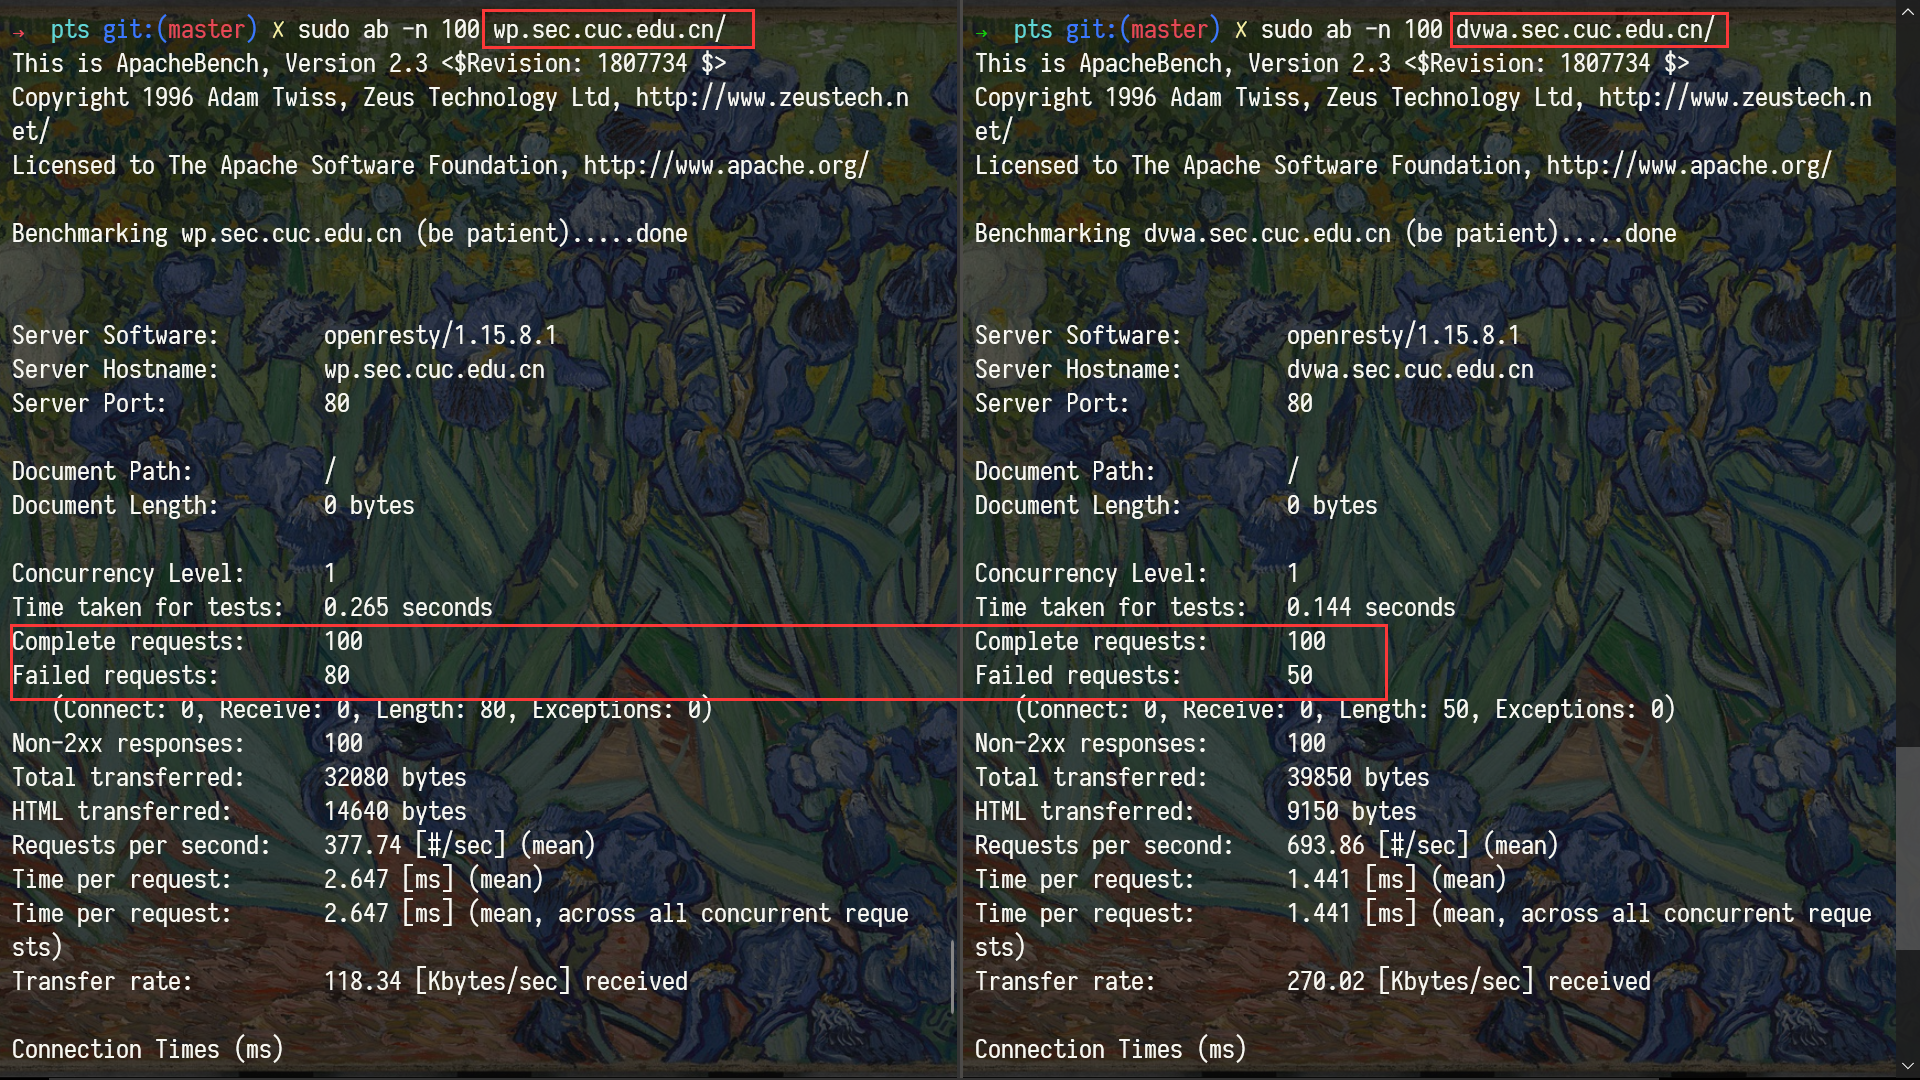 → pts git:(master) X sudo ab -n 100 wp.sec.cuc.edu.cn/
This is ApacheBench, Version 2.3 <$Revision: 1807734 $>
Copyright 1996 Adam Twiss, Zeus Technology Ltd, http://www.zeustech.n
et/
Licensed to The Apache Software Foundation, http://www.apache.org/
Benchmarking wp.sec.cuc.edu.cn (be patient).....done
Server Software: openresty/1.15.8.1
Server Hostname: wp.sec.cuc.edu.cn
Server Port: 80
Document Path: /
Document Length: 0 bytes
Concurrency Level: 1
Time taken for tests: 0.265 seconds
Complete requests: 100
Failed requests: 80
(Connect: 0, Receive: 0, Length: 80, Exceptions: 0)
Non-2xx responses: 100
Total transferred: 32080 bytes
HTML transferred: 14640 bytes
Requests per second: 377.74 [#/sec] (mean)
Time per request: 2.647 [ms] (mean)
Time per request: 2.647 [ms] (mean, across all concurrent reque
sts)
Transfer rate: 118.34 [Kbytes/sec] received
Connection Times (ms)
→ pts git:(master) X sudo ab -n 100 dvwa.sec.cuc.edu.cn/
This is ApacheBench, Version 2.3 <$Revision: 1807734 $>
Copyright 1996 Adam Twiss, Zeus Technology Ltd, http://www.zeustech.n
et/
Licensed to The Apache Software Foundation, http://www.apache.org/
Benchmarking dvwa.sec.cuc.edu.cn (be patient).....done
Server Software: openresty/1.15.8.1
Server Hostname: dvwa.sec.cuc.edu.cn
Server Port: 80
Document Path: /
Document Length: 0 bytes
Concurrency Level: 1
Time taken for tests: 0.144 seconds
Complete requests: 100
Failed requests: 50
(Connect: 0, Receive: 0, Length: 50, Exceptions: 0)
Non-2xx responses: 100
Total transferred: 39850 bytes
HTML transferred: 9150 bytes
Requests per second: 693.86 [#/sec] (mean)
Time per request: 1.441 [ms] (mean)
Time per request: 1.441 [ms] (mean, across all concurrent reque
sts)
Transfer rate: 270.02 [Kbytes/sec] received
Connection Times (ms)